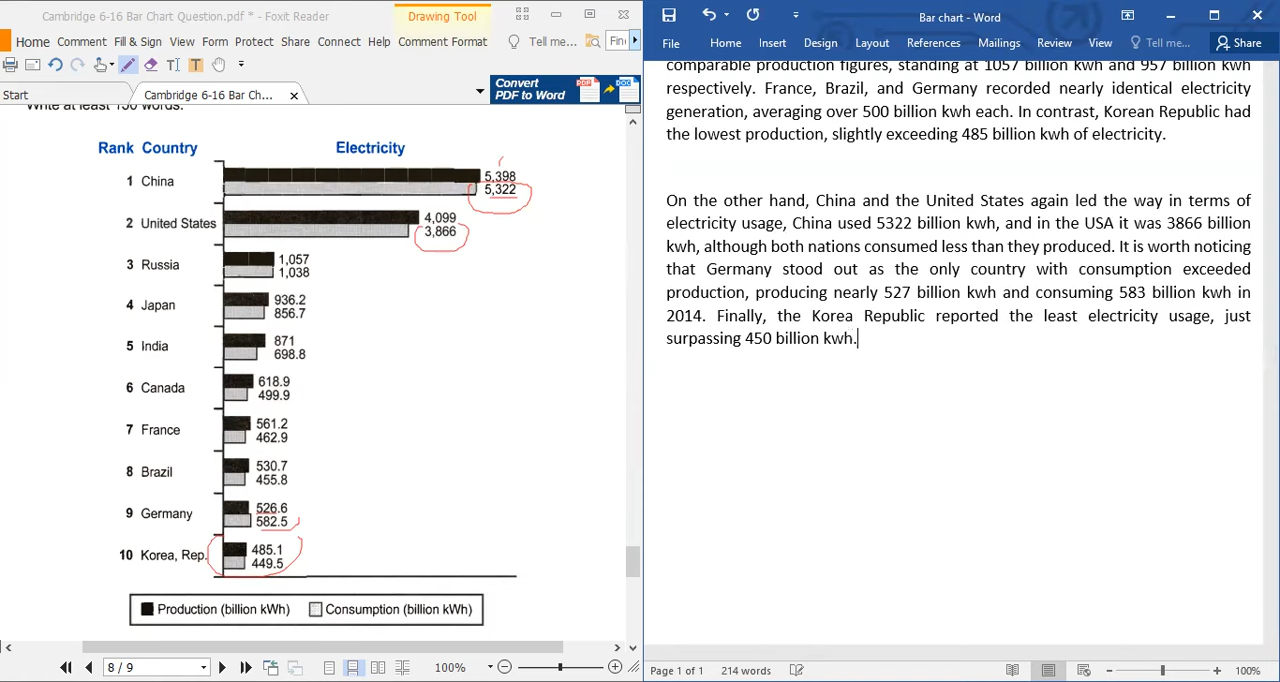 Cambridge 6-16 Bar Chart Question.pdf * - Foxit Reader
Drawing Tool
Home Comment Fill & Sign View Form Protect Share Connect Help Comment Format
Tell me...
Start
Cambridge 6-16 Bar Ch...
Convert
PDF to Word
PDF
DOC
Write at least 150 words.
Rank Country Electricity
1 China 5,398
5,322
2 United States 4,099
3,866
3 Russia 1,057
1,038
4 Japan 936.2
856.7
5 India 871
698.8
6 Canada 618.9
499.9
7 France 561.2
462.9
8 Brazil 530.7
455.8
9 Germany 526.6
582.5
10 Korea, Rep. 485.1
449.5
Production (billion kWh) Consumption (billion kWh)
8 / 9
100%
Bar chart - Word
File Home Insert Design Layout References Mailings Review View Tell me... Share
comparable production figures, standing at 1057 billion kwh and 957 billion kwh
respectively. France, Brazil, and Germany recorded nearly identical electricity
generation, averaging over 500 billion kwh each. In contrast, Korean Republic had
the lowest production, slightly exceeding 485 billion kwh of electricity.
On the other hand, China and the United States again led the way in terms of
electricity usage, China used 5322 billion kwh, and in the USA it was 3866 billion
kwh, although both nations consumed less than they produced. It is worth noticing
that Germany stood out as the only country with consumption exceeded
production, producing nearly 527 billion kwh and consuming 583 billion kwh in
2014. Finally, the Korea Republic reported the least electricity usage, just
surpassing 450 billion kwh.
Page 1 of 1 214 words
100%